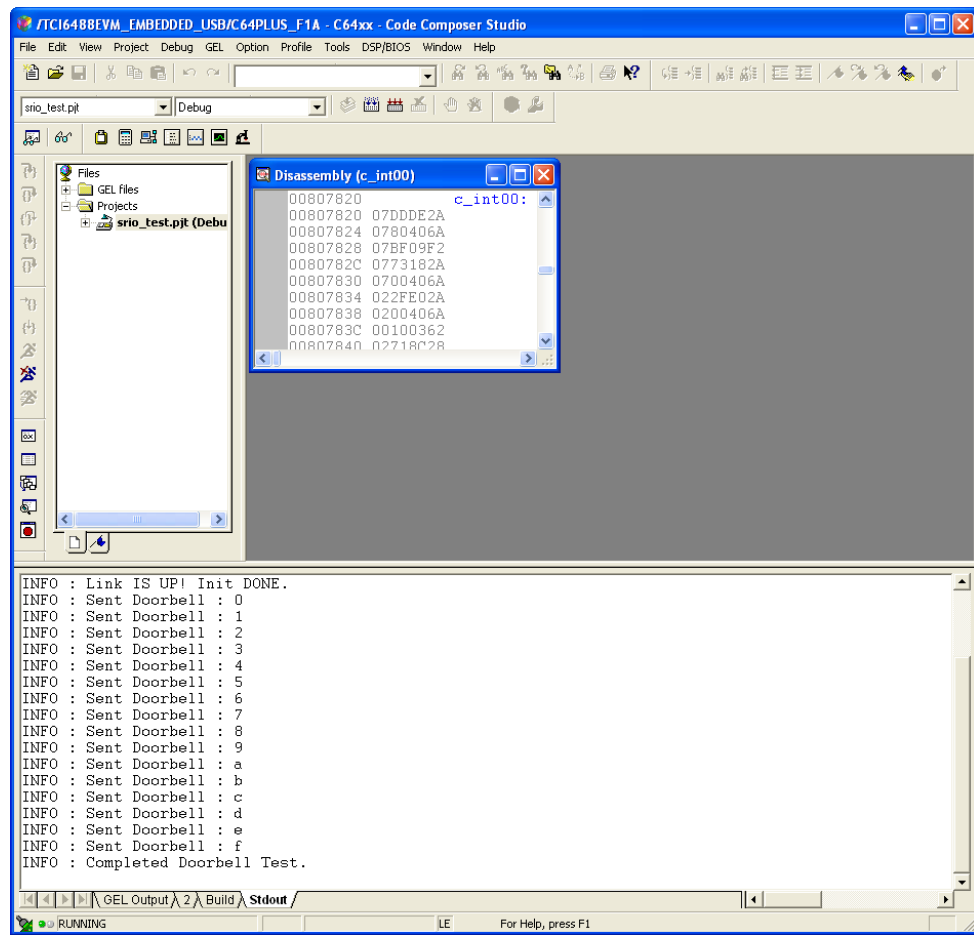 /TCI6488EVM_EMBEDDED_USB/C64PLUS_F1A - C64xx - Code Composer Studio
File Edit View Project Debug GEL Option Profile Tools DSP/BIOS Window Help
srio_test.pjt Debug
Files
GEL files
Projects
srio_test.pjt (Debu
Disassembly (c_int00)
00807820 c_int00:
00807820 07DDDE2A
00807824 0780406A
00807828 07BF09F2
0080782C 0773182A
00807830 0700406A
00807834 022FE02A
00807838 0200406A
0080783C 00100362
00807840 02718C28
INFO : Link IS UP! Init DONE.
INFO : Sent Doorbell : 0
INFO : Sent Doorbell : 1
INFO : Sent Doorbell : 2
INFO : Sent Doorbell : 3
INFO : Sent Doorbell : 4
INFO : Sent Doorbell : 5
INFO : Sent Doorbell : 6
INFO : Sent Doorbell : 7
INFO : Sent Doorbell : 8
INFO : Sent Doorbell : 9
INFO : Sent Doorbell : a
INFO : Sent Doorbell : b
INFO : Sent Doorbell : c
INFO : Sent Doorbell : d
INFO : Sent Doorbell : e
INFO : Sent Doorbell : f
INFO : Completed Doorbell Test.
GEL Output 2 Build Stdout
RUNNING LE For Help, press F1